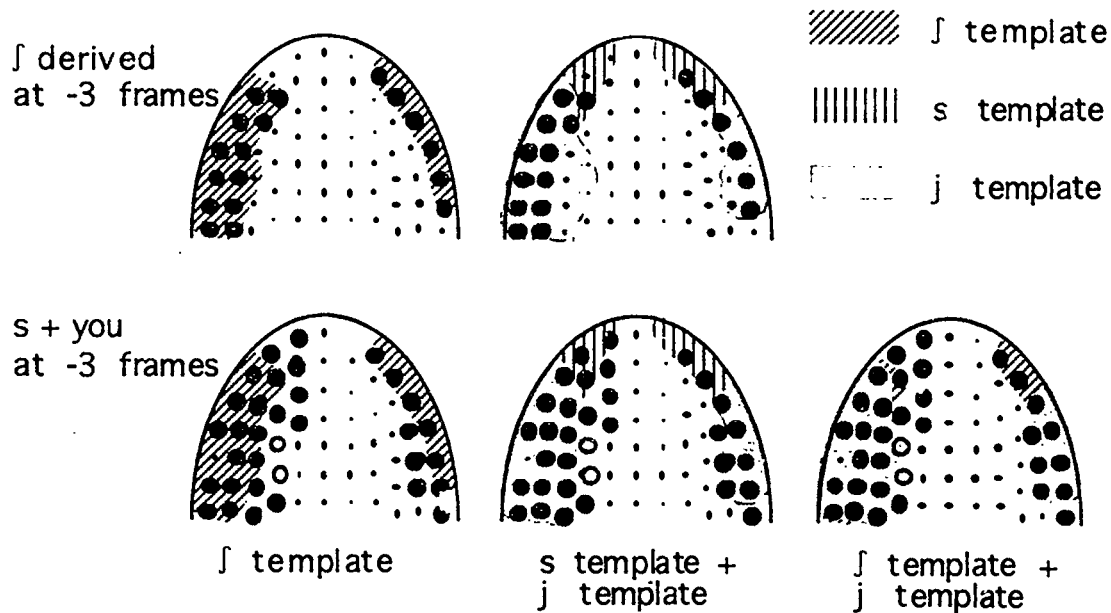 ʃ derived
at -3 frames
ʃ template
s template
j template
s + you
at -3 frames
ʃ template
s template +
j template
ʃ template +
j template